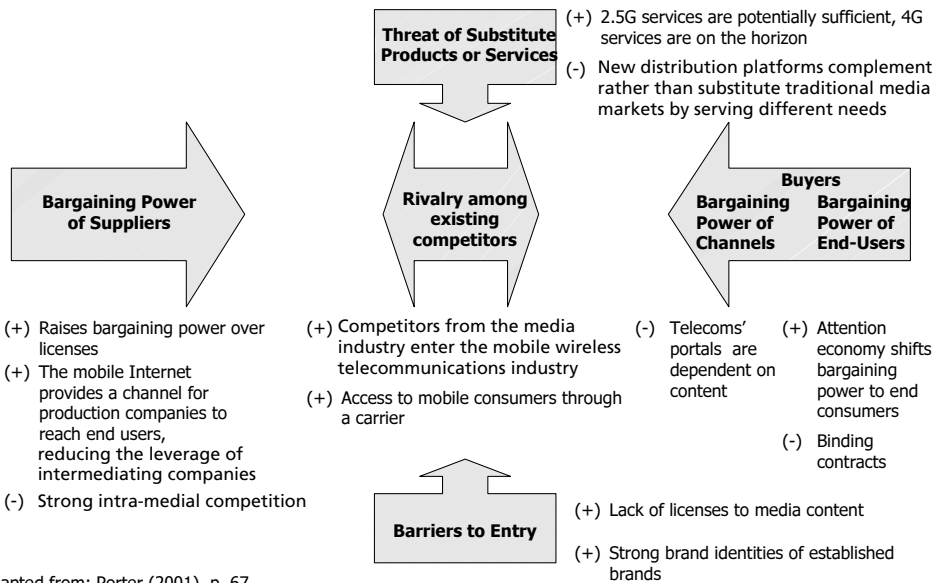 Threat of Substitute
Products or Services
(+) 2.5G services are potentially sufficient, 4G
services are on the horizon
(-) New distribution platforms complement
rather than substitute traditional media
markets by serving different needs
Bargaining Power
of Suppliers
Rivalry among
existing
competitors
Buyers
Bargaining
Power of
Channels
Bargaining
Power of
End-Users
(+) Raises bargaining power over
licenses
(+) The mobile Internet
provides a channel for
production companies to
reach end users,
reducing the leverage of
intermediating companies
(-) Strong intra-medial competition
(+) Competitors from the media
industry enter the mobile wireless
telecommunications industry
(+) Access to mobile consumers through
a carrier
(-) Telecoms’
portals are
dependent on
content
(+) Attention
economy shifts
bargaining
power to end
consumers
(-) Binding
contracts
Barriers to Entry
(+) Lack of licenses to media content
(+) Strong brand identities of established
brands
from: Porter (2001), p. 67